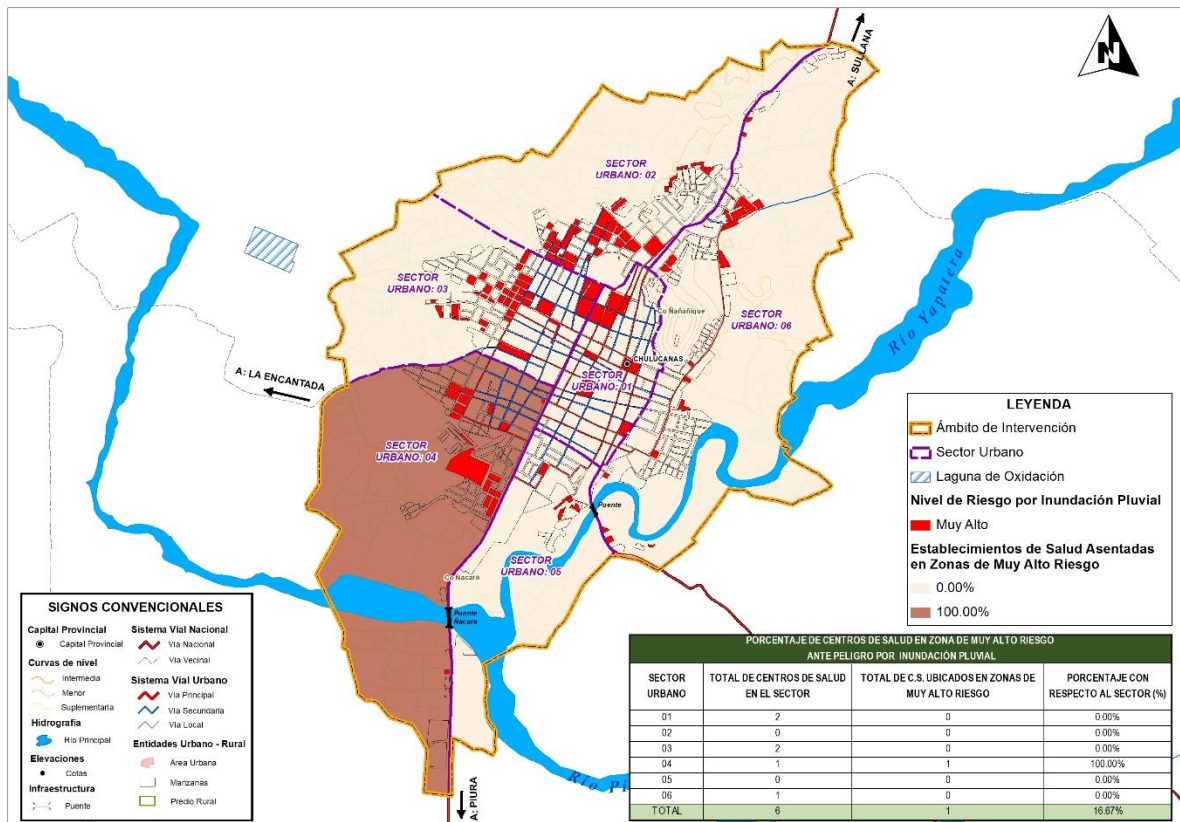 A: SULLANA
N
SECTOR
URBANO: 02
SECTOR
URBANO: 03
Co Ñañañique
SECTOR
URBANO: 06
Río Yapatera
CHULUCANAS
SECTOR
URBANO: 01
A: LA ENCANTADA
SECTOR
URBANO: 04
Puente
SECTOR
URBANO: 05
Co Ñacara
Puente
Ñacara
A: PIURA
Río Pi
LEYENDA
Ámbito de Intervención
Sector Urbano
Laguna de Oxidación
Nivel de Riesgo por Inundación Pluvial
Muy Alto
Establecimientos de Salud Asentadas
en Zonas de Muy Alto Riesgo
0.00%
100.00%
SIGNOS CONVENCIONALES
Capital Provincial
Capital Provincial
Curvas de nivel
Intermedia
Menor
Suplementaria
Hidrografía
Río Principal
Elevaciones
Cotas
Infraestructura
Puente
Sistema Víal Nacional
Vía Nacional
Vía Vecinal
Sistema Vial Urbano
Vía Principal
Vía Secundaria
Vía Local
Entidades Urbano - Rural
Área Urbana
Manzanas
Predio Rural
PORCENTAJE DE CENTROS DE SALUD EN ZONA DE MUY ALTO RIESGO
ANTE PELIGRO POR INUNDACIÓN PLUVIAL
SECTOR URBANO TOTAL DE CENTROS DE SALUD EN EL SECTOR TOTAL DE C.S. UBICADOS EN ZONAS DE MUY ALTO RIESGO PORCENTAJE CON RESPECTO AL SECTOR (%)
01 2 0 0.00%
02 0 0 0.00%
03 2 0 0.00%
04 1 1 100.00%
05 0 0 0.00%
06 1 0 0.00%
TOTAL 6 1 16.67%